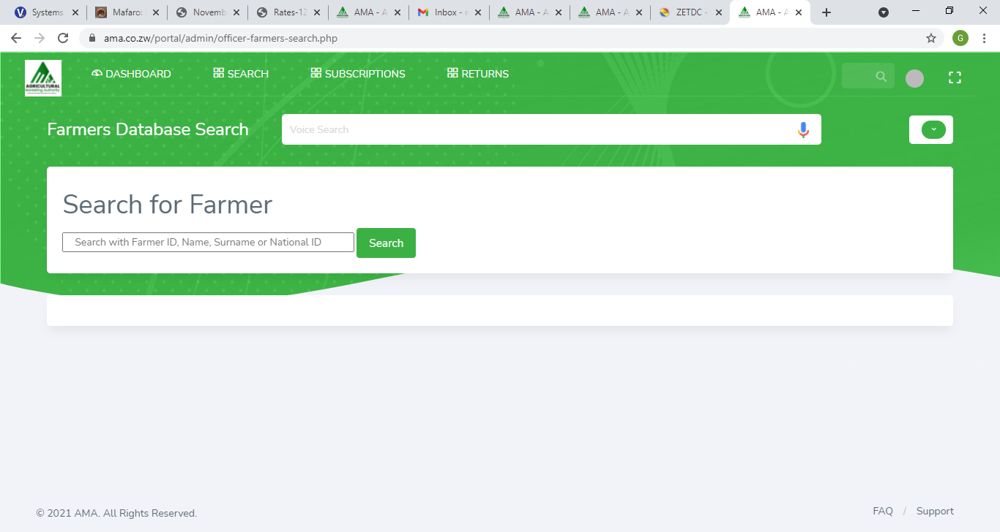 Systems
Mafaro
Novemb
Rates-12
AMA - A
Inbox - r
AMA - A
AMA - A
ZETDC -
AMA - A
ama.co.zw/portal/admin/officer-farmers-search.php
G
AGRICULTURAL
Marketing Authority
DASHBOARD
SEARCH
SUBSCRIPTIONS
RETURNS
Farmers Database Search
Voice Search
Search for Farmer
Search with Farmer ID, Name, Surname or National ID
Search
© 2021 AMA. All Rights Reserved.
FAQ / Support